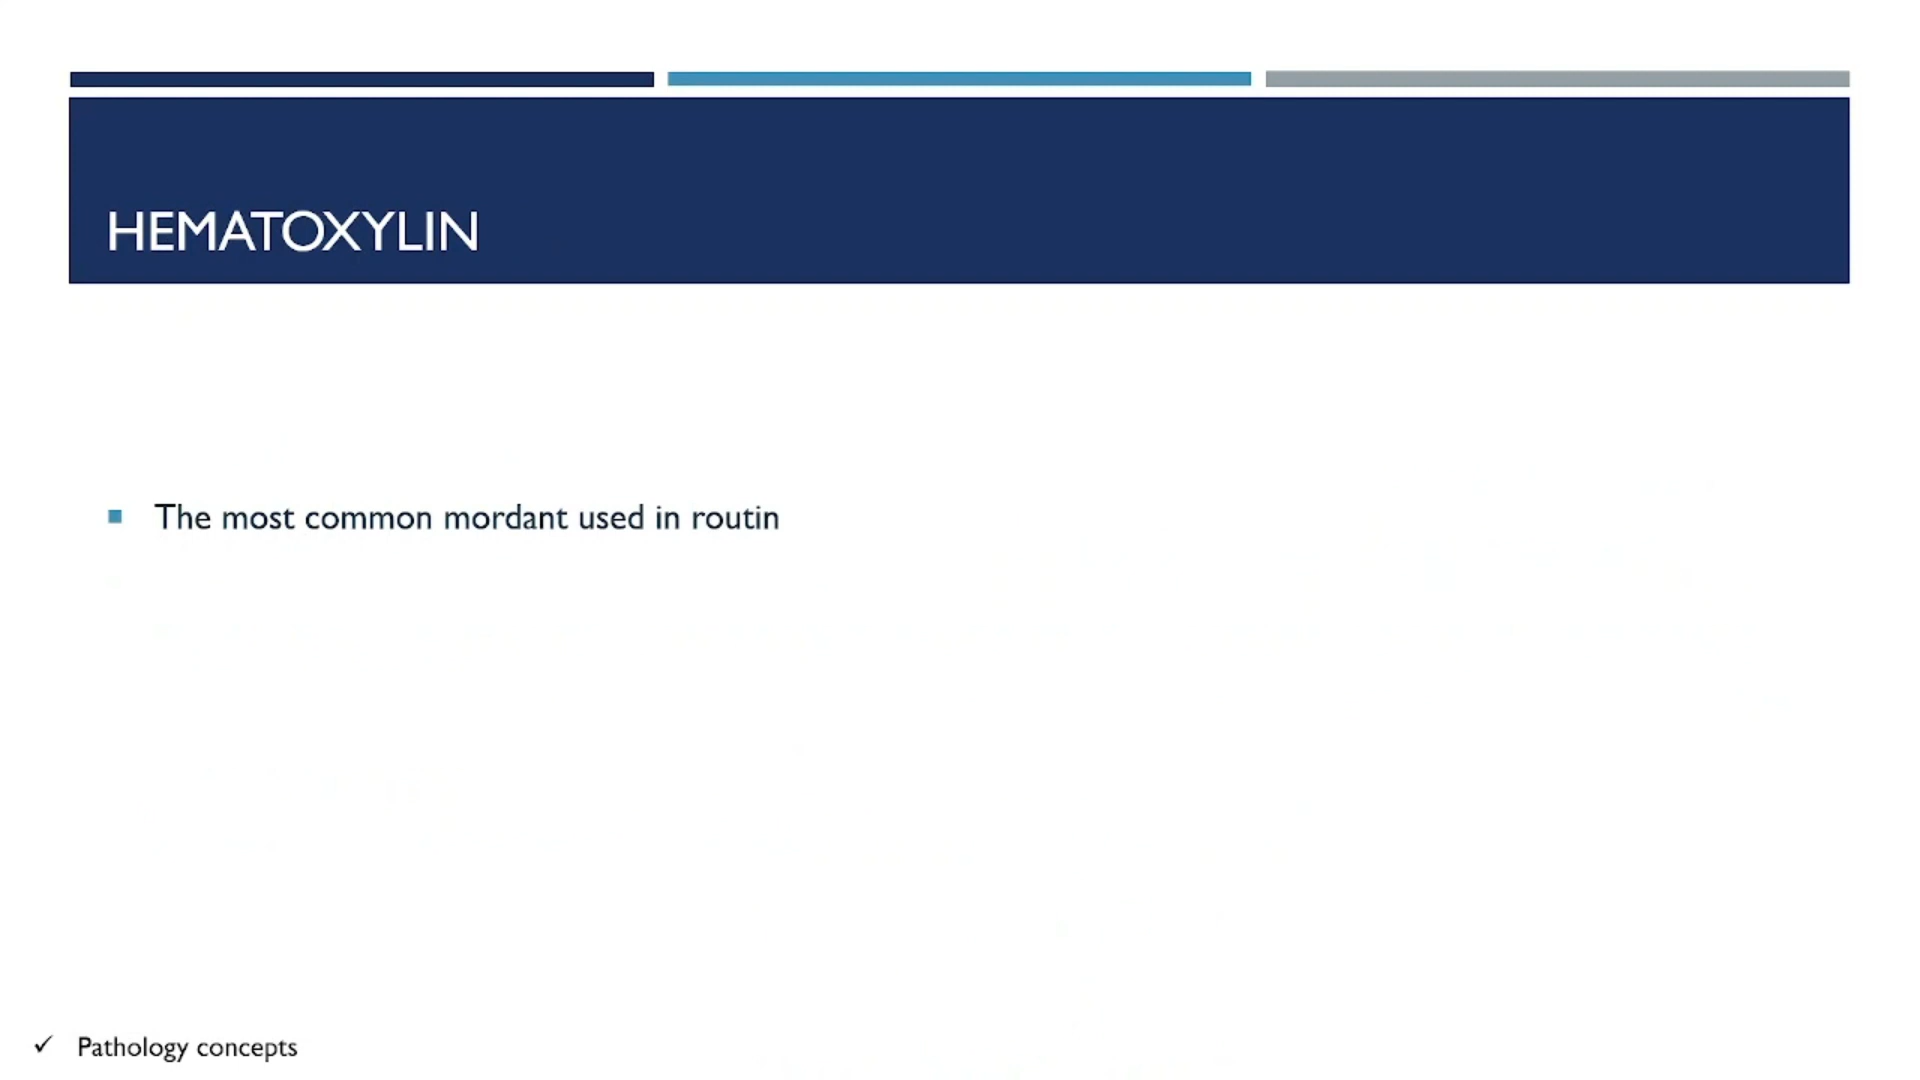 HEMATOXYLIN
The most common mordant used in routin
Pathology concepts